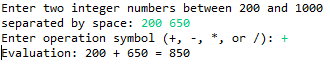 Enter two integer numbers between 200 and 1000
separated by space: 200 650
Enter operation symbol (+, -, *, or /): +
Evaluation: 200 + 650 = 850